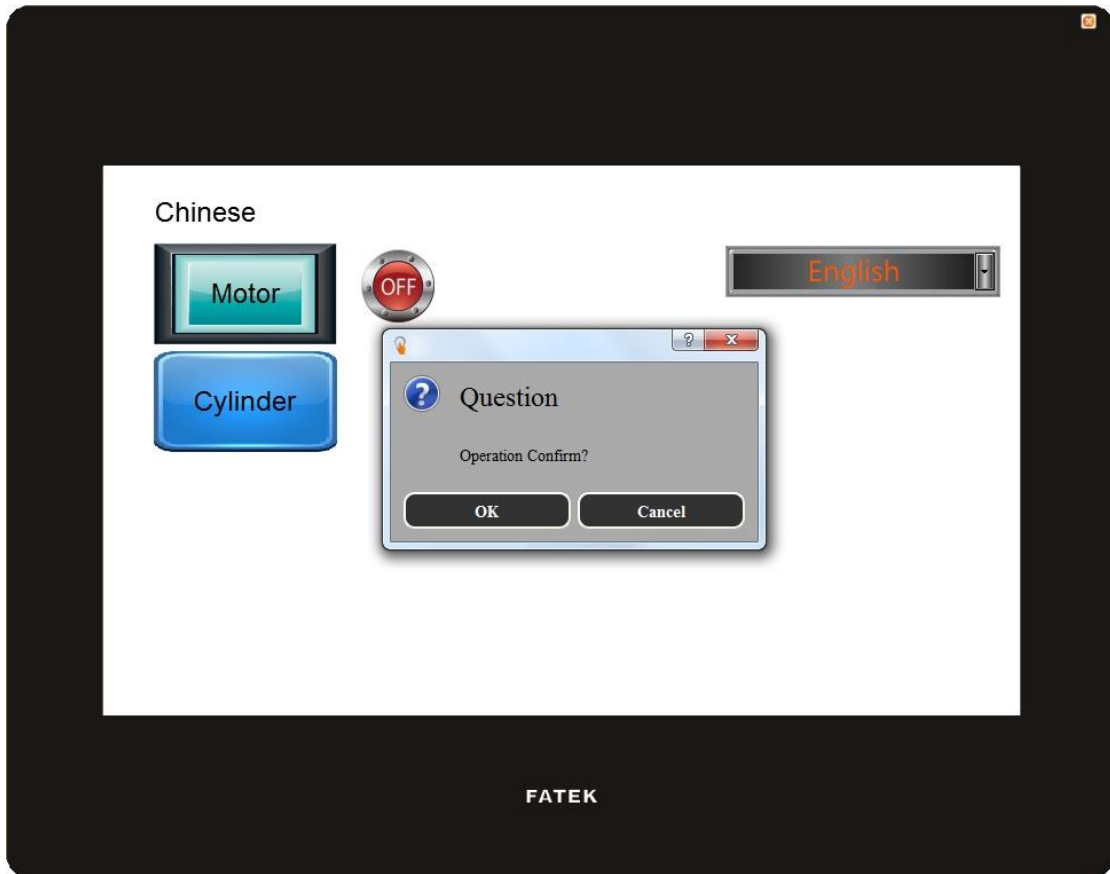 Chinese
Motor
OFF
English
Cylinder
?
Question
Operation Confirm?
OK
Cancel
FATEK